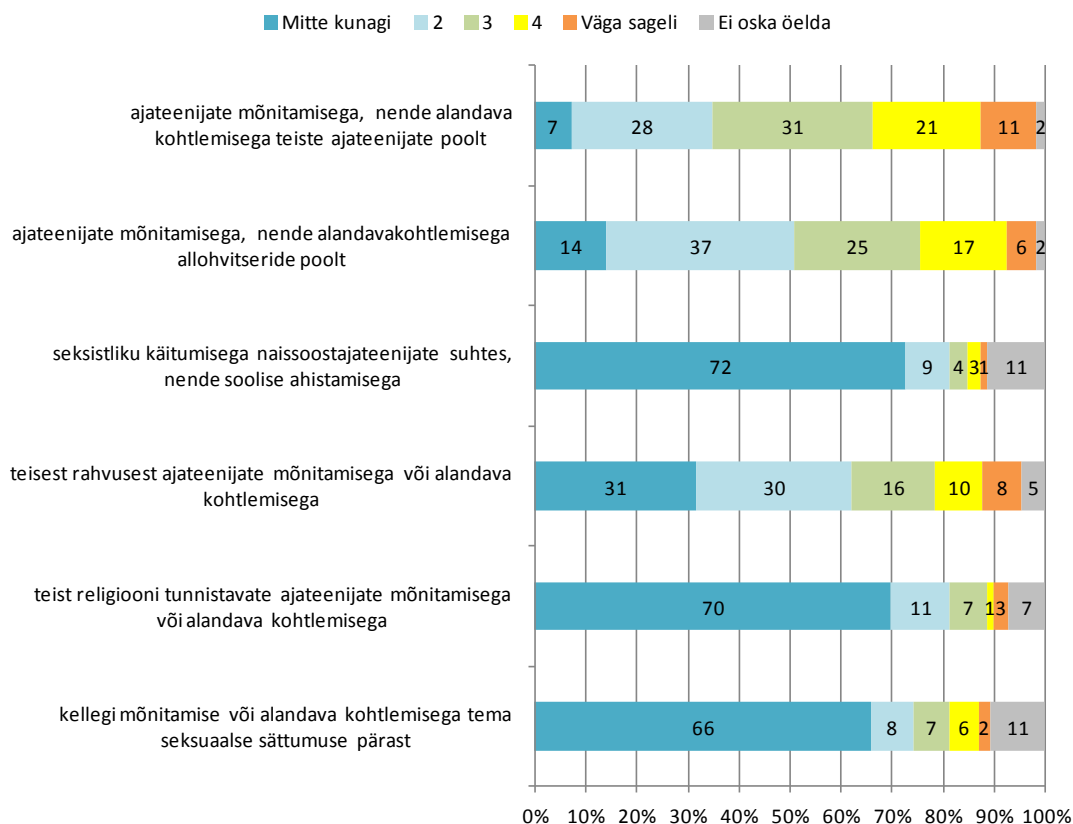 Mitte kunagi 2 3 4 Väga sageli Ei oska öelda
ajateenijate mõnitamisega, nende alandava
kohtlemisega teiste ajateenijate poolt
7 28 31 21 11 2
ajateenijate mõnitamisega, nende alandavakohtlemisega
allohvitseride poolt
14 37 25 17 6 2
seksistliku käitumisega naissoostajateenijate suhtes,
nende soolise ahistamisega
72 9 4 3 1 11
teisest rahvusest ajateenijate mõnitamisega või alandava
kohtlemisega
31 30 16 10 8 5
teist religiooni tunnistavate ajateenijate mõnitamisega
või alandava kohtlemisega
70 11 7 1 3 7
kellegi mõnitamise või alandava kohtlemisega tema
seksuaalse sättumuse pärast
66 8 7 6 2 11
0% 10% 20% 30% 40% 50% 60% 70% 80% 90% 100%